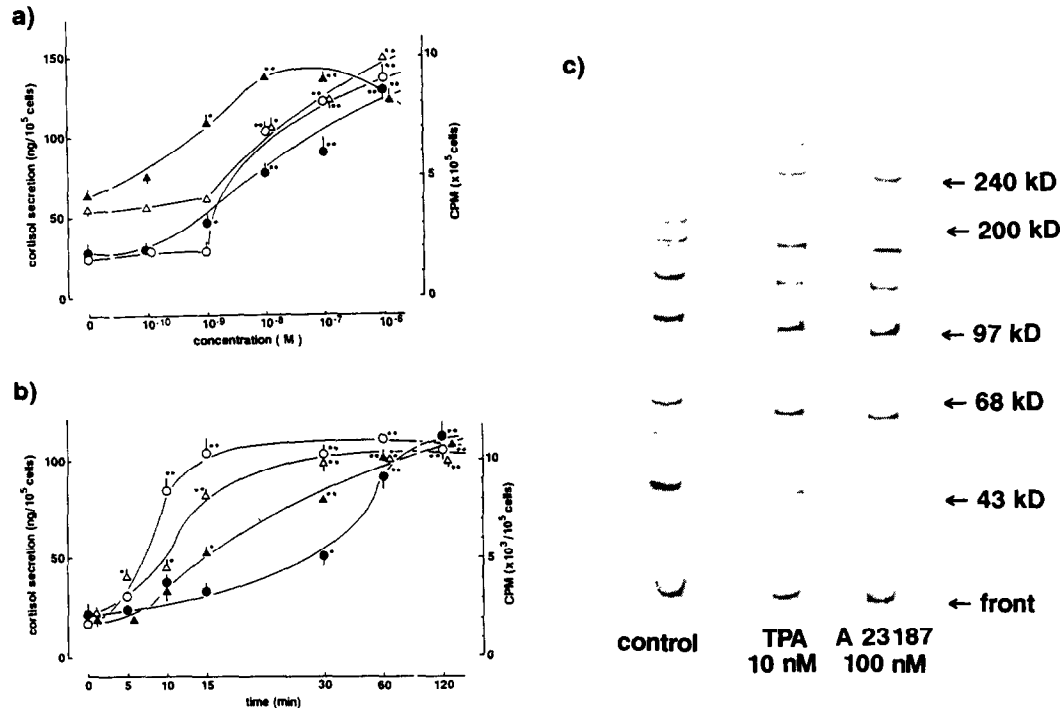 a)
cortisol secretion (ng/10⁵ cells)
150
100
50
0
10
5
0
CPM (x10⁵ cells)
0 10⁻¹⁰ 10⁻⁹ 10⁻⁸ 10⁻⁷ 10⁻⁶
concentration ( M )
b)
cortisol secretion (ng/10⁵ cells)
100
50
0
10
5
0
CPM (x10³/10⁵ cells)
0 5 10 15 30 60 120
time (min)
c)
← 240 kD
← 200 kD
← 97 kD
← 68 kD
← 43 kD
← front
control TPA A 23187
10 nM 100 nM